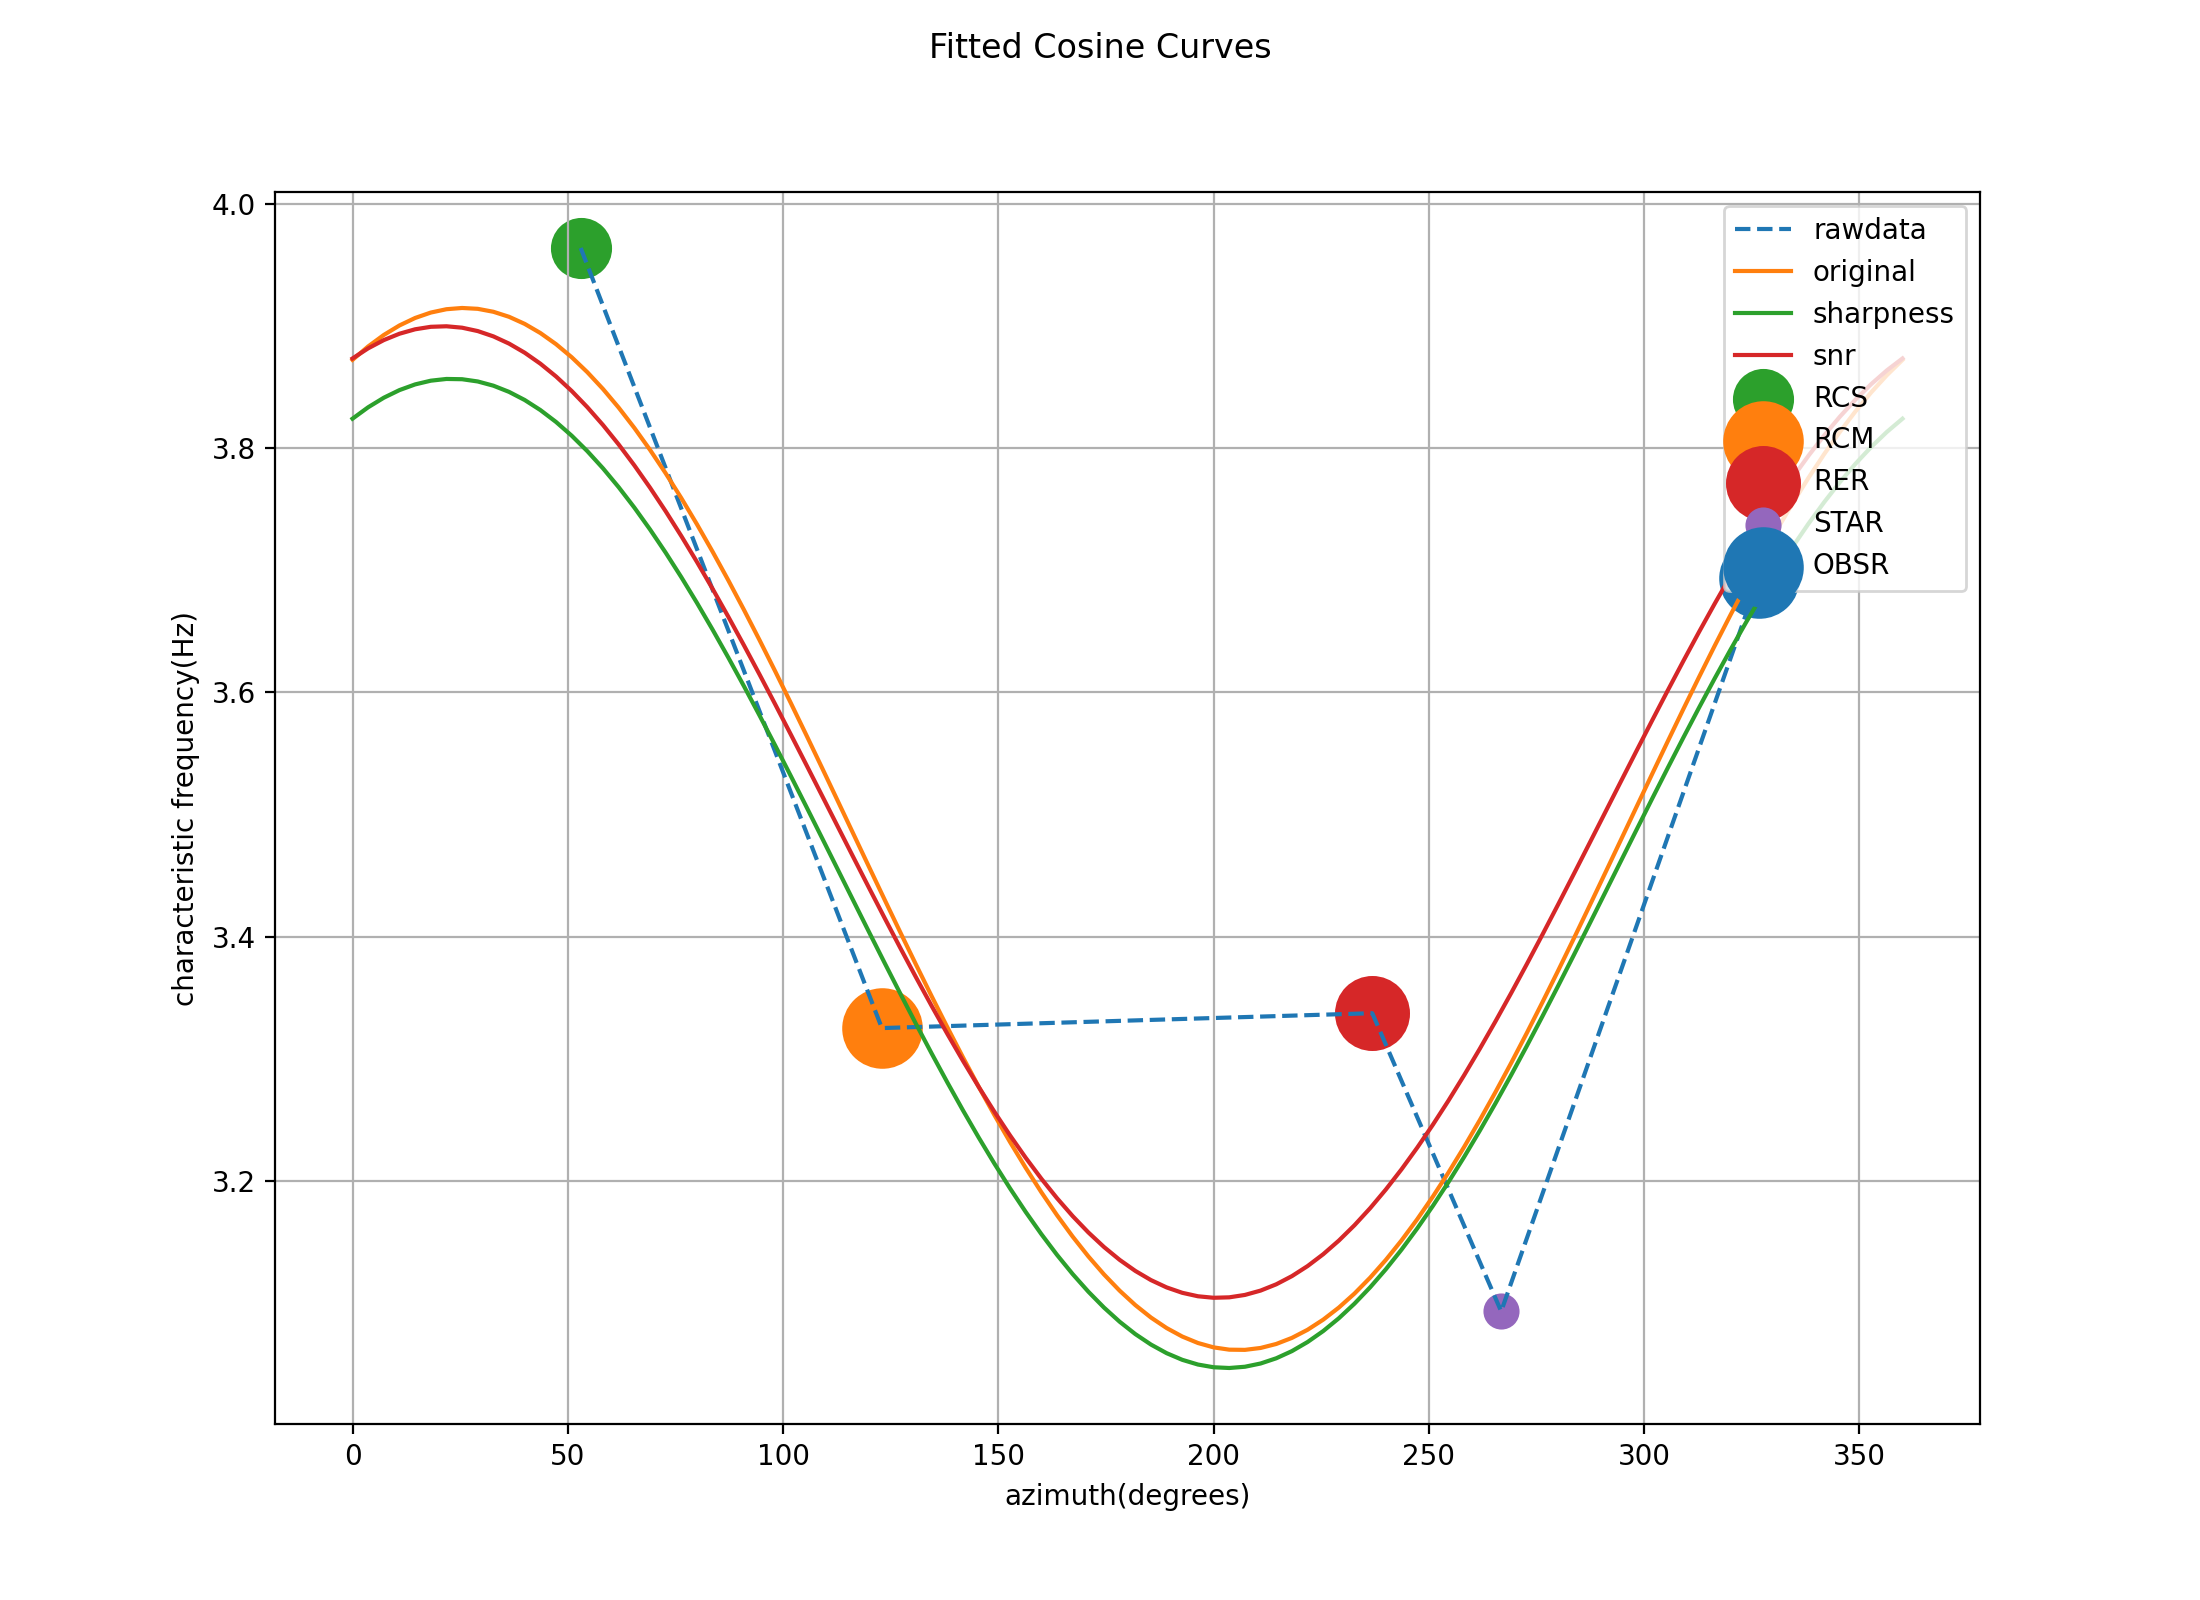 Fitted Cosine Curves
4.0
3.8
3.6
3.4
3.2
characteristic frequency(Hz)
0 50 100 150 200 250 300 350
azimuth(degrees)
rawdata
original
sharpness
snr
RCS
RCM
RER
STAR
OBSR